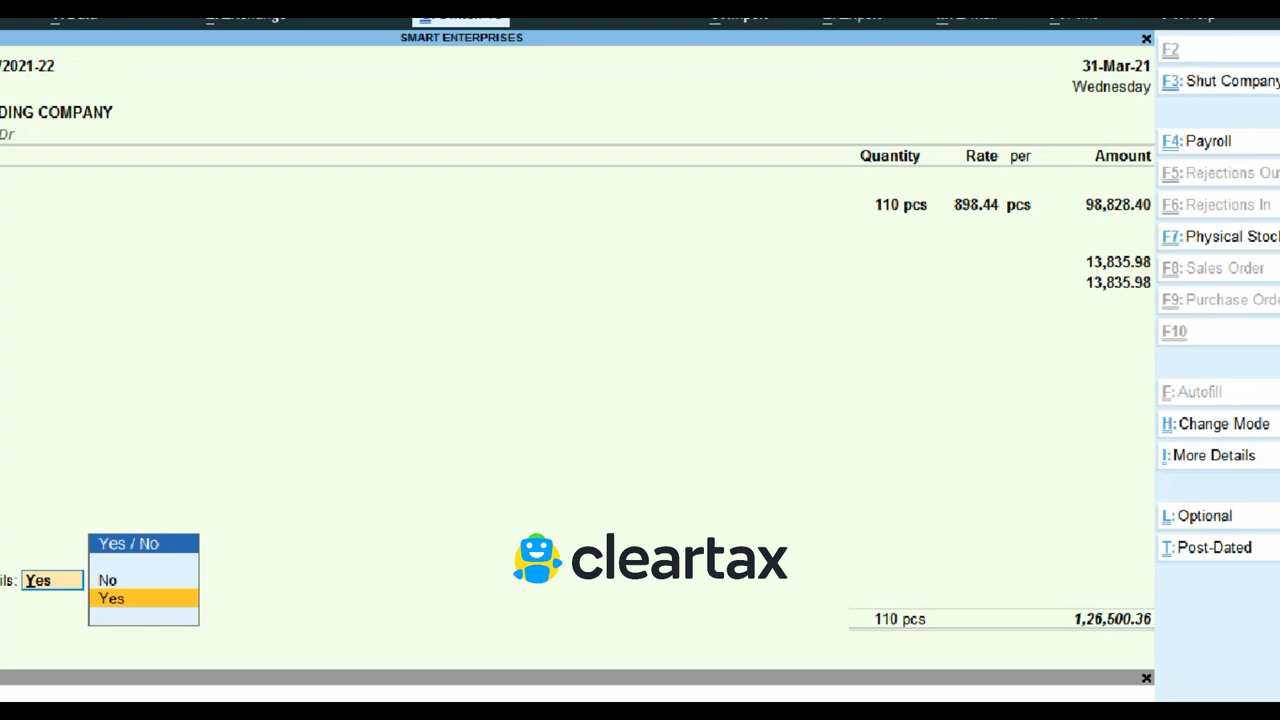 SMART ENTERPRISES
/2021-22
31-Mar-21
Wednesday
DING COMPANY
Dr
Quantity Rate per Amount
110 pcs 898.44 pcs 98,828.40
13,835.98
13,835.98
Yes / No
No
Yes
ils: Yes
cleartax
110 pcs 1,26,500.36
F2
F3: Shut Company
F4: Payroll
F5: Rejections Ou
F6: Rejections In
F7: Physical Stock
F8: Sales Order
F9: Purchase Orde
F10
F: Autofill
H: Change Mode
I: More Details
L: Optional
T: Post-Dated